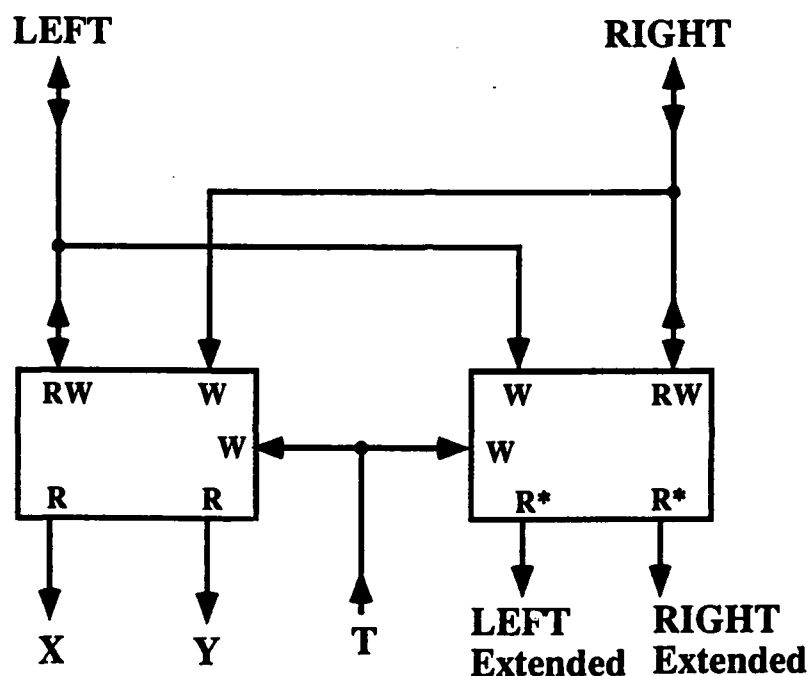 LEFT
RIGHT
RW
W
W
RW
W
W
R
R
R*
R*
X
Y
T
LEFT
Extended
RIGHT
Extended